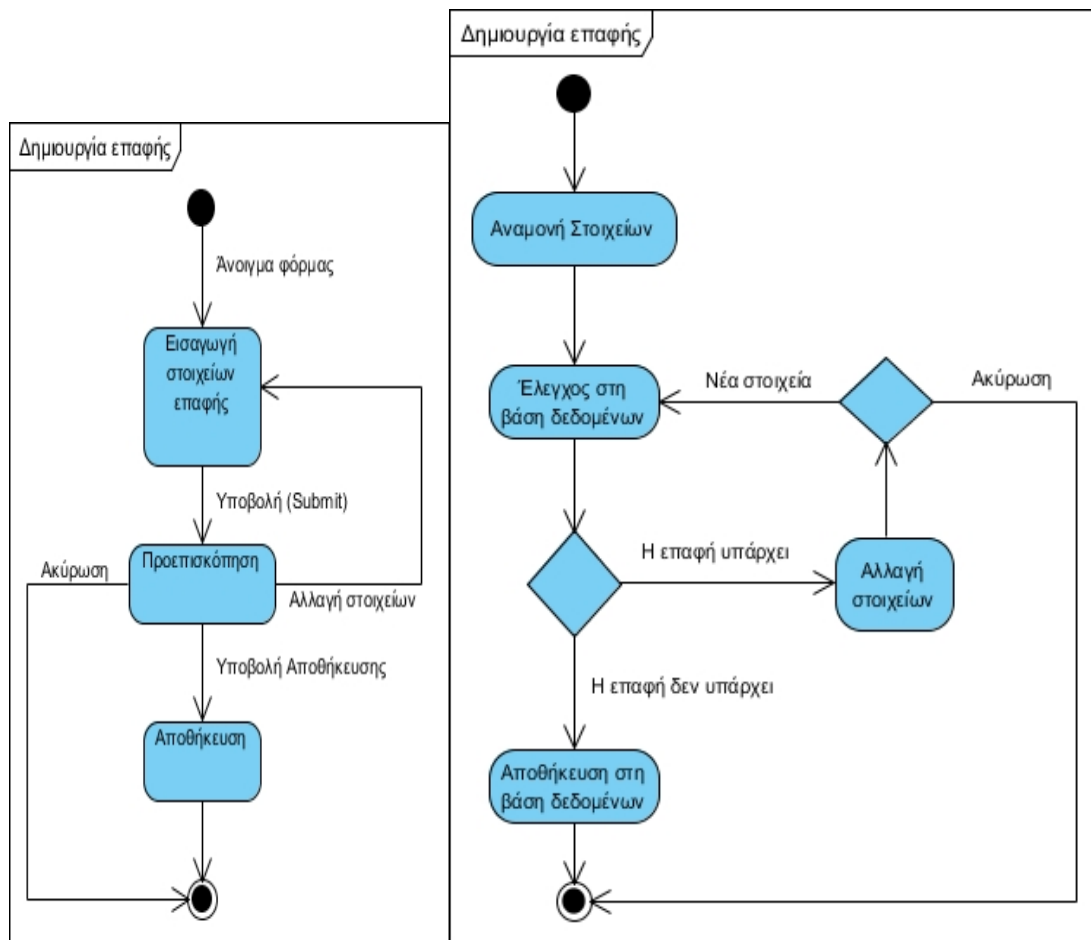 Δημιουργία επαφής
Άνοιγμα φόρμας
Εισαγωγή
στοιχείων
επαφής
Υποβολή (Submit)
Προεπισκόπηση
Ακύρωση
Αλλαγή στοιχείων
Υποβολή Αποθήκευσης
Αποθήκευση
Δημιουργία επαφής
Αναμονή Στοιχείων
Έλεγχος στη
βάση δεδομένων
Νέα στοιχεία
Ακύρωση
Η επαφή υπάρχει
Αλλαγή
στοιχείων
Η επαφή δεν υπάρχει
Αποθήκευση στη
βάση δεδομένων